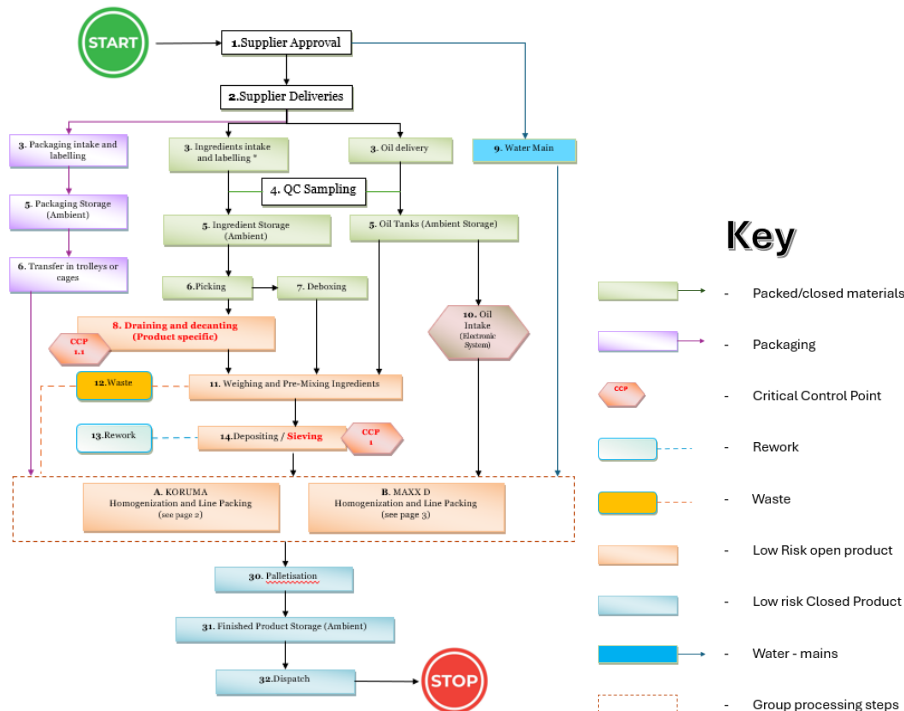 START
1.Supplier Approval
2.Supplier Deliveries
3. Packaging intake and
labelling
3. Ingredients intake
and labelling *
3. Oil delivery
9. Water Main
4. QC Sampling
5. Packaging Storage
(Ambient)
5. Ingredient Storage
(Ambient)
5. Oil Tanks (Ambient Storage)
6. Transfer in trolleys or
cages
6.Picking
7. Deboxing
8. Draining and decanting
(Product specific)
CCP
1.1
10. Oil
Intake
(Electronic
System)
12.Waste
11. Weighing and Pre-Mixing Ingredients
13.Rework
14.Depositing / Sieving
CCP
1
A. KORUMA
Homogenization and Line Packing
(see page 2)
B. MAXX D
Homogenization and Line Packing
(see page 3)
30. Palletisation
31. Finished Product Storage (Ambient)
32.Dispatch
STOP
Key
- Packed/closed materials
- Packaging
CCP
- Critical Control Point
- Rework
- Waste
- Low Risk open product
- Low risk Closed Product
- Water - mains
- Group processing steps